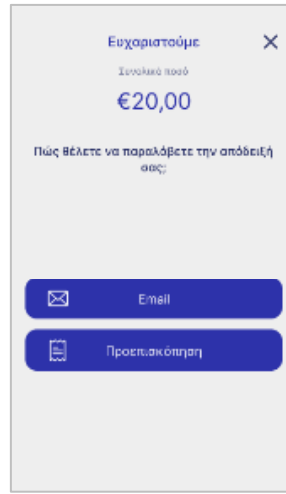 Ευχαριστούμε
Συνολικό ποσό
€20,00
Πώς θέλετε να παραλάβετε την απόδειξή
σας;
Email
Προεπισκόπηση